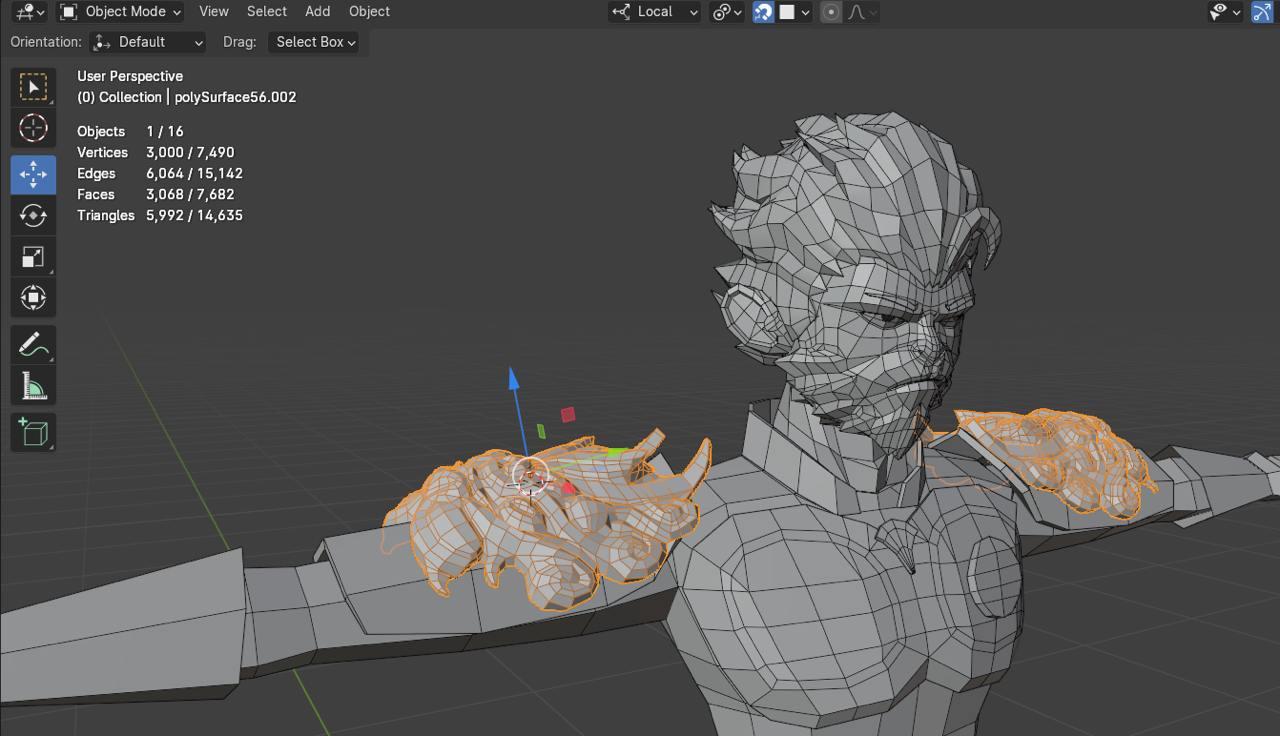 Object Mode View Select Add Object Local
Orientation: Default Drag: Select Box
User Perspective
(0) Collection | polySurface56.002
Objects 1 / 16
Vertices 3,000 / 7,490
Edges 6,064 / 15,142
Faces 3,068 / 7,682
Triangles 5,992 / 14,635